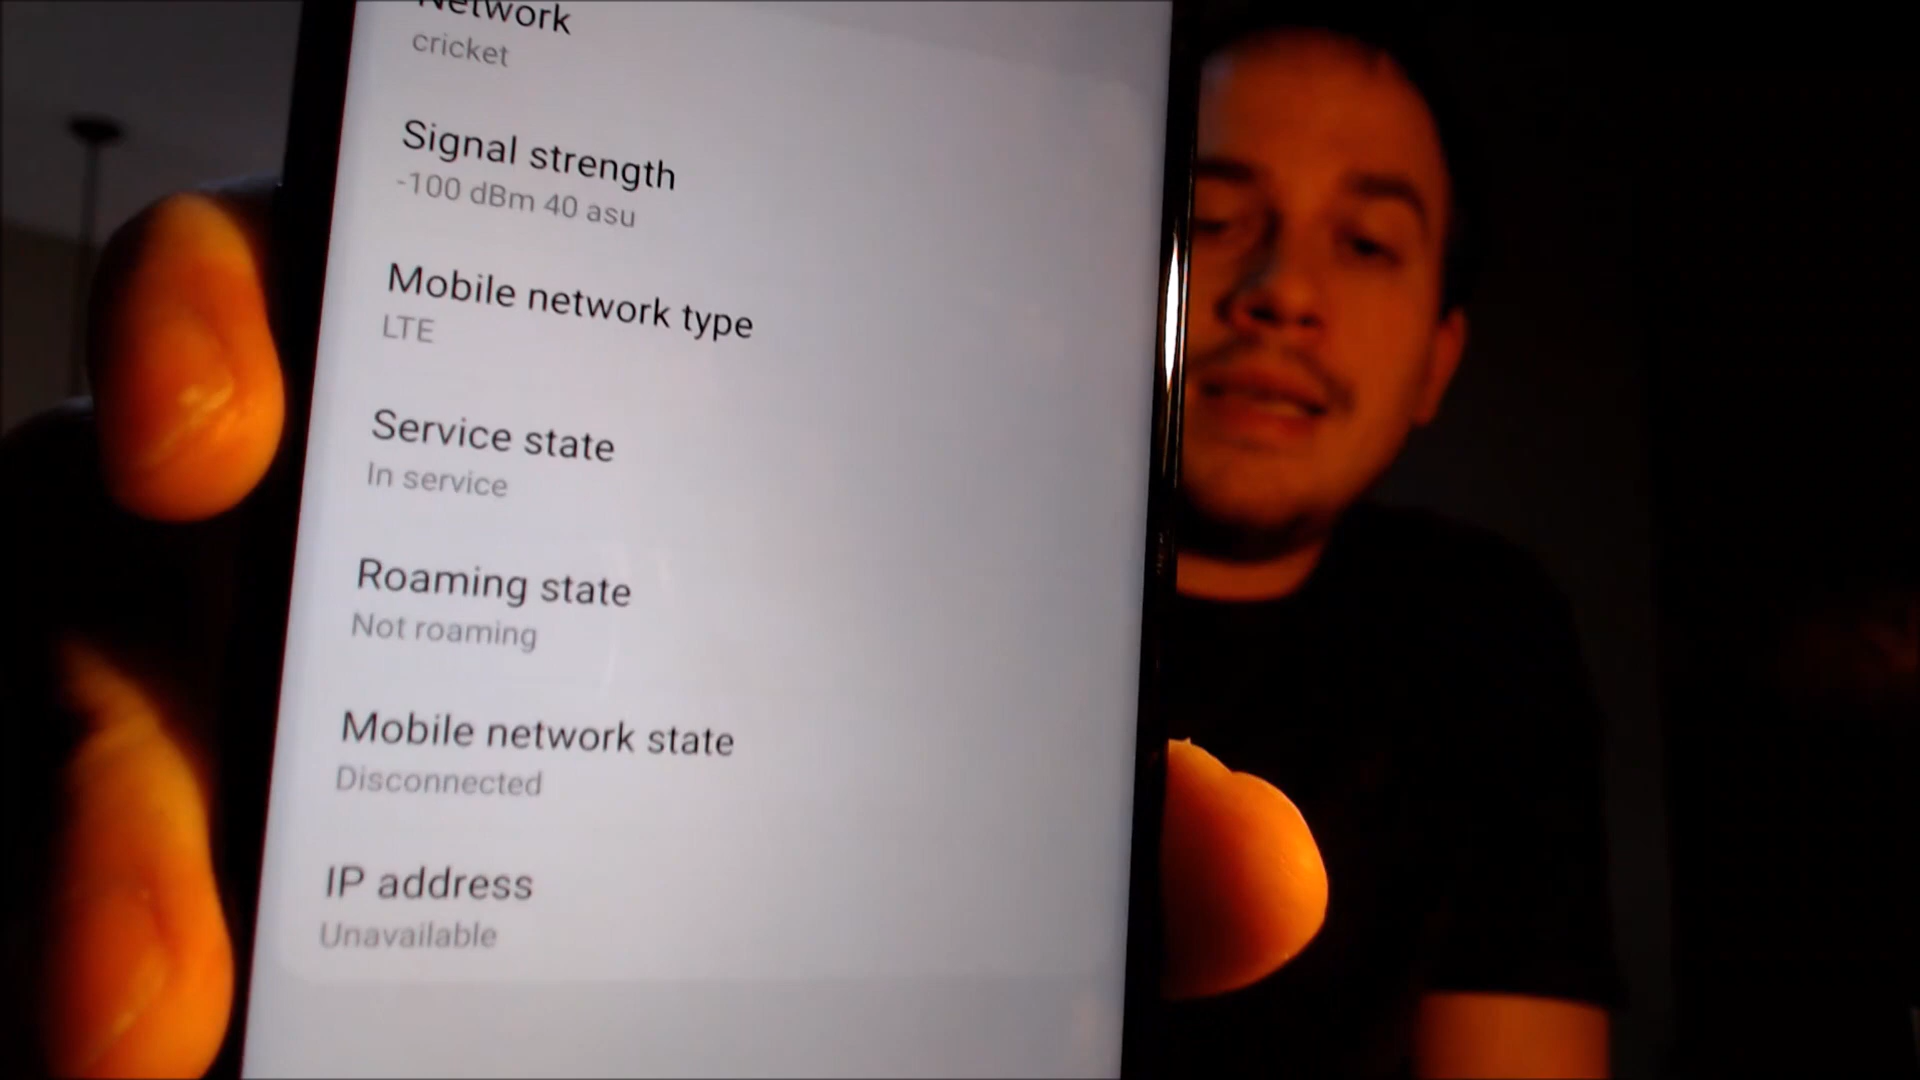 Network
cricket
Signal strength
-100 dBm 40 asu
Mobile network type
LTE
Service state
In service
Roaming state
Not roaming
Mobile network state
Disconnected
IP address
Unavailable